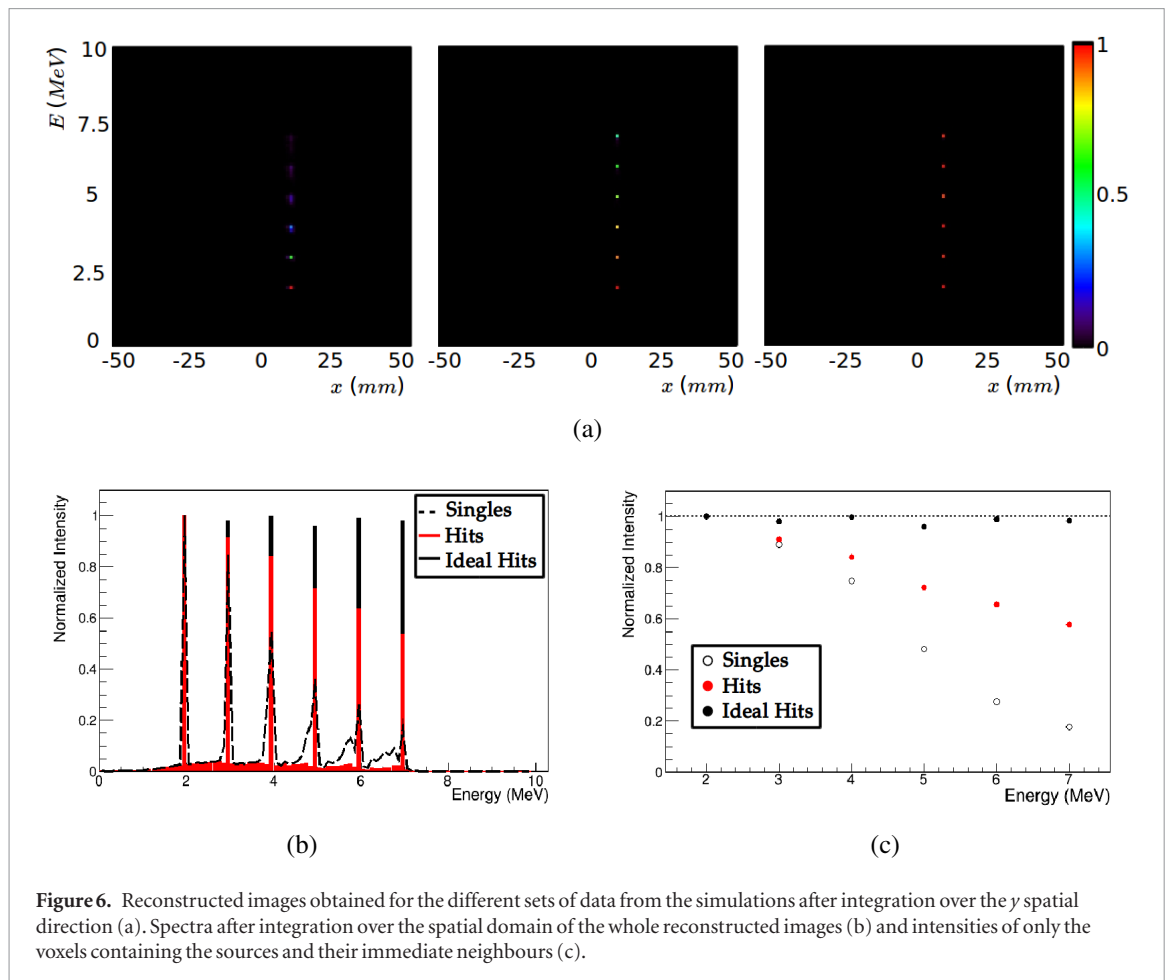 10
7.5
5
2.5
0
E (MeV)
-50 -25 0 25 50
x (mm)
-50 -25 0 25 50
x (mm)
-50 -25 0 25 50
x (mm)
1
0.5
0
(a)
Normalized Intensity
1
0.8
0.6
0.4
0.2
0
0 2 4 6 8 10
Energy (MeV)
Singles
Hits
Ideal Hits
(b)
Normalized Intensity
1
0.8
0.6
0.4
0.2
0
2 3 4 5 6 7
Energy (MeV)
Singles
Hits
Ideal Hits
(c)
Figure 6. Reconstructed images obtained for the different sets of data from the simulations after integration over the y spatial
direction (a). Spectra after integration over the spatial domain of the whole reconstructed images (b) and intensities of only the
voxels containing the sources and their immediate neighbours (c).